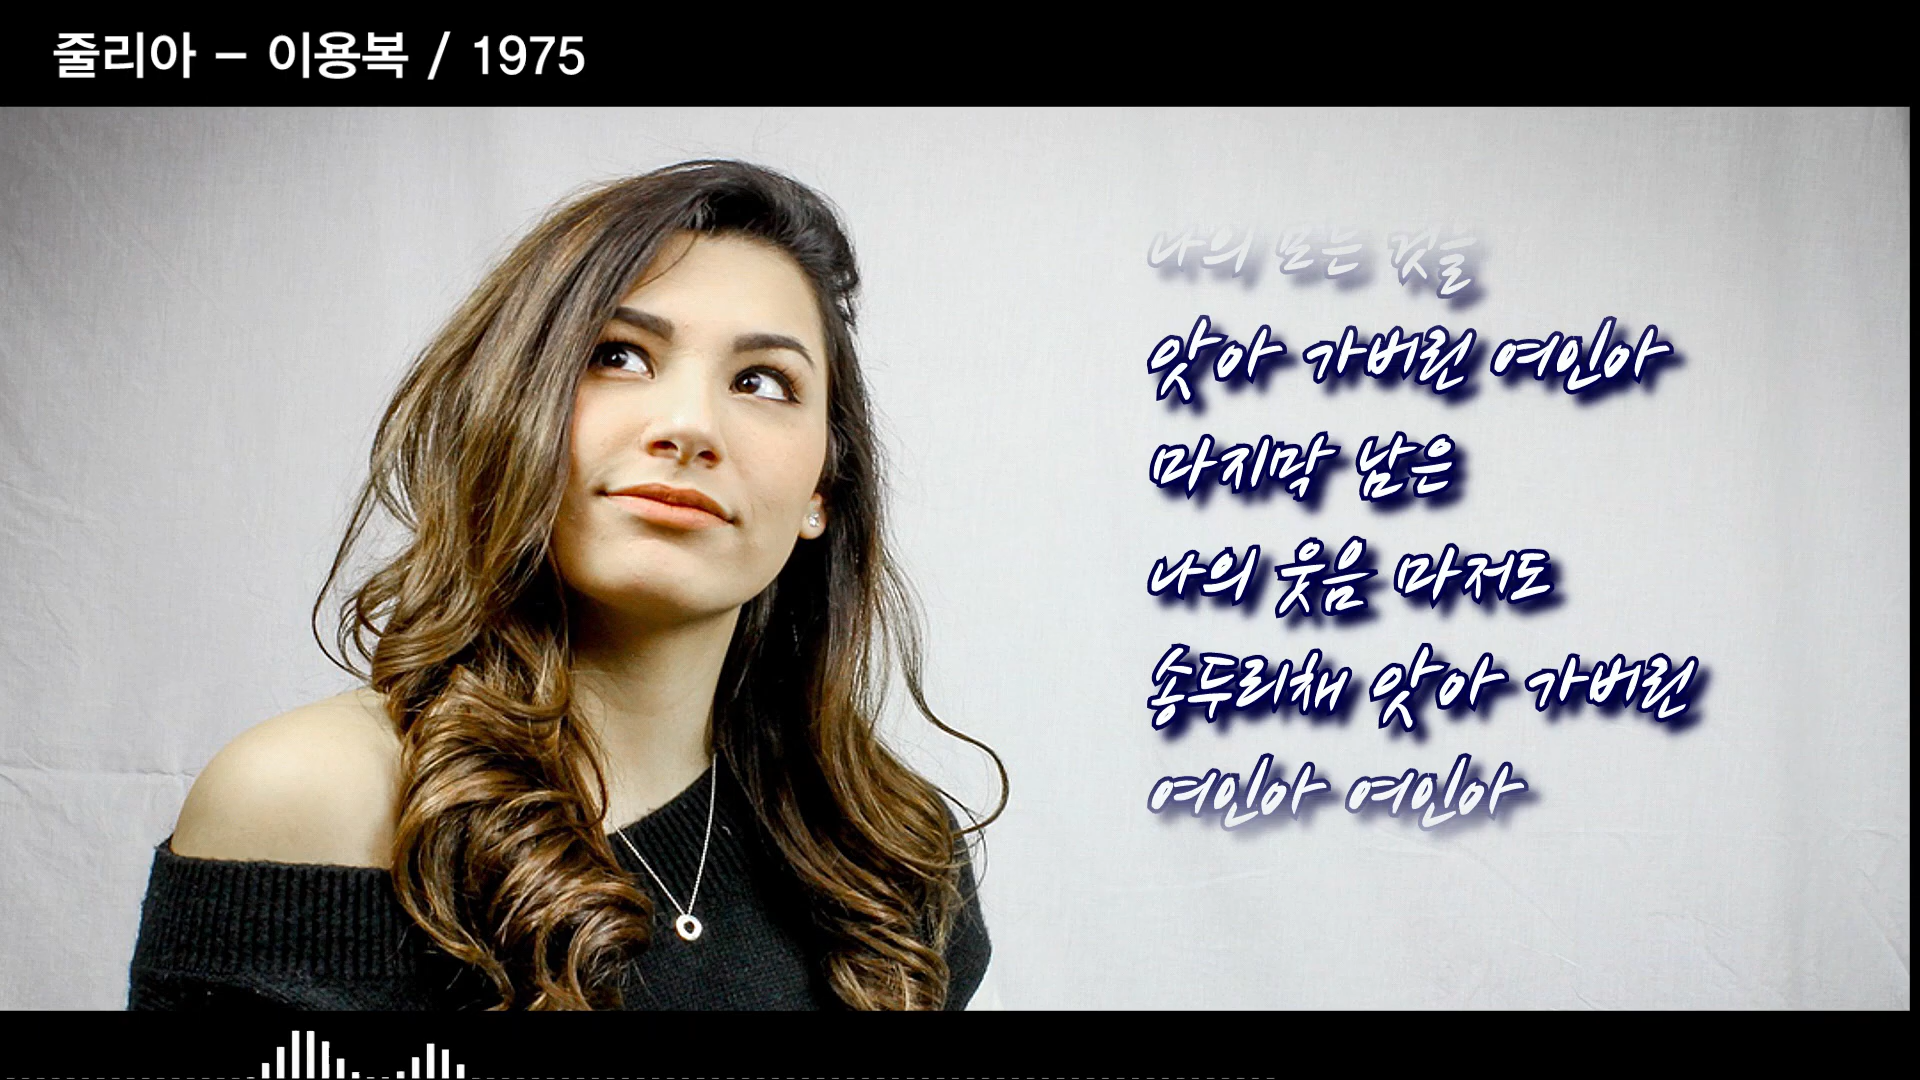 줄리아 – 이용복 / 1975
나의 모든 것을
앗아 가버린 여인아
마지막 남은
나의 웃음 마저도
송두리채 앗아 가버린
여인아 여인아